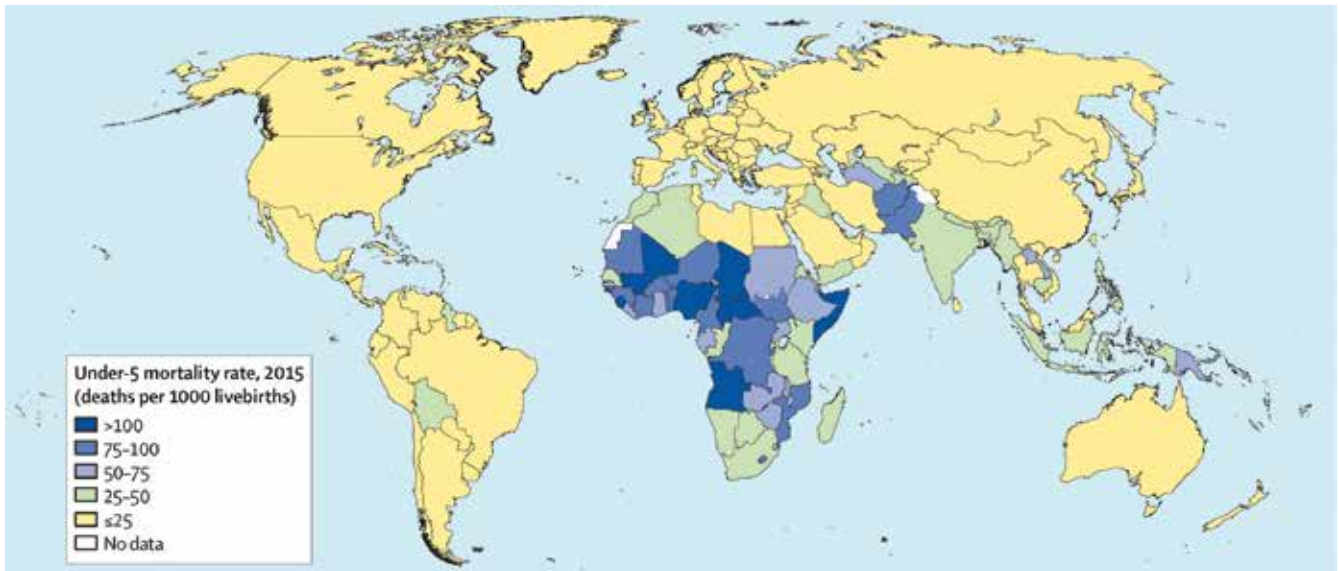 Under-5 mortality rate, 2015
(deaths per 1000 livebirths)
>100
75–100
50–75
25–50
≤25
No data